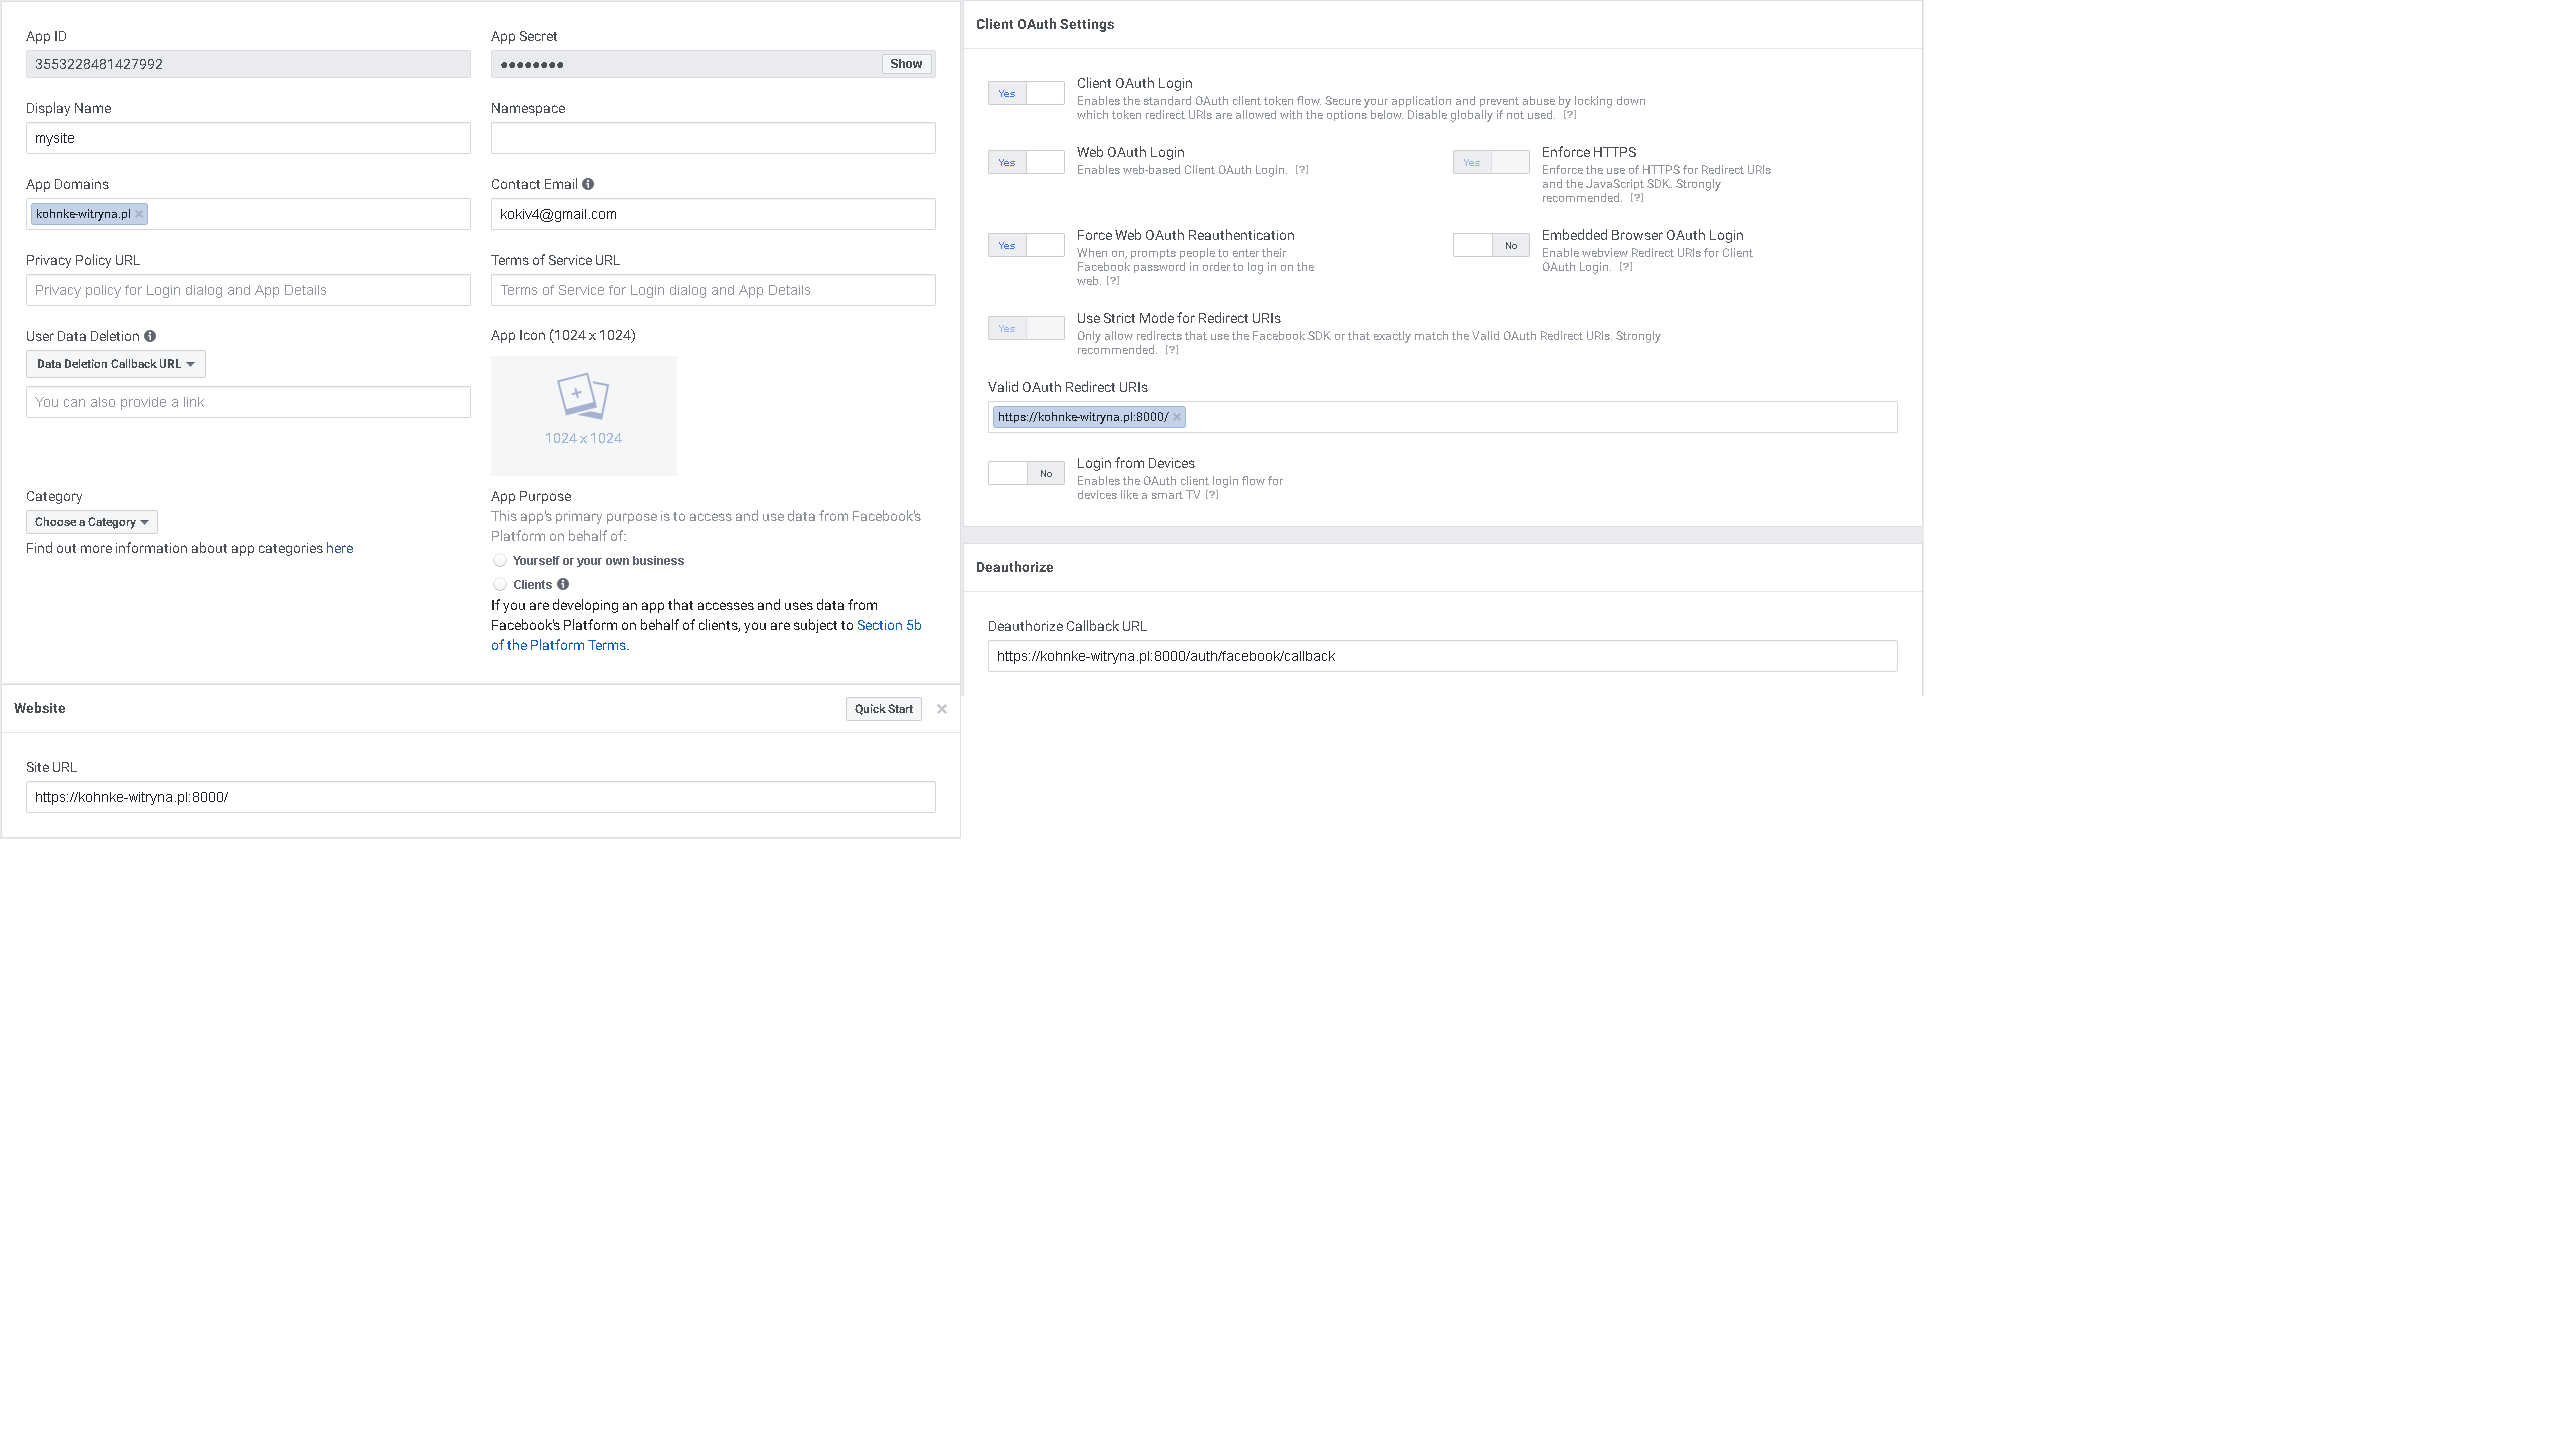 App ID
3553228481427992
App Secret
●●●●●●●●
Show
Display Name
mysite
Namespace
App Domains
kohnke-witryna.pl ×
Contact Email
kokiv4@gmail.com
Privacy Policy URL
Privacy policy for Login dialog and App Details
Terms of Service URL
Terms of Service for Login dialog and App Details
User Data Deletion
Data Deletion Callback URL
You can also provide a link
App Icon (1024 x 1024)
1024 x 1024
Category
Choose a Category
Find out more information about app categories here
App Purpose
This app's primary purpose is to access and use data from Facebook's
Platform on behalf of:
Yourself or your own business
Clients
If you are developing an app that accesses and uses data from
Facebook's Platform on behalf of clients, you are subject to Section 5b
of the Platform Terms.
Website
Quick Start
Site URL
https://kohnke-witryna.pl:8000/
Client OAuth Settings
Yes
Client OAuth Login
Enables the standard OAuth client token flow. Secure your application and prevent abuse by locking down
which token redirect URIs are allowed with the options below. Disable globally if not used. [?]
Yes
Web OAuth Login
Enables web-based Client OAuth Login. [?]
Yes
Enforce HTTPS
Enforce the use of HTTPS for Redirect URIs
and the JavaScript SDK. Strongly
recommended. [?]
Yes
Force Web OAuth Reauthentication
When on, prompts people to enter their
Facebook password in order to log in on the
web. [?]
No
Embedded Browser OAuth Login
Enable webview Redirect URIs for Client
OAuth Login. [?]
Yes
Use Strict Mode for Redirect URIs
Only allow redirects that use the Facebook SDK or that exactly match the Valid OAuth Redirect URIs. Strongly
recommended. [?]
Valid OAuth Redirect URIs
https://kohnke-witryna.pl:8000/ ×
No
Login from Devices
Enables the OAuth client login flow for
devices like a smart TV [?]
Deauthorize
Deauthorize Callback URL
https://kohnke-witryna.pl:8000/auth/facebook/callback